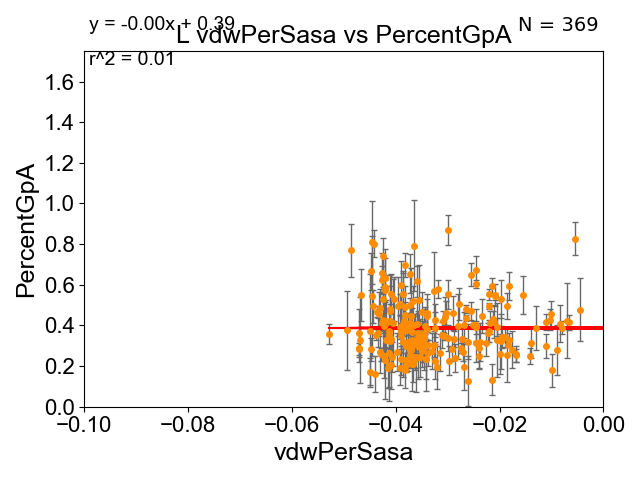 y = -0.00x + 0.39
N = 369
L vdwPerSasa vs PercentGpA
r^2 = 0.01
PercentGpA
1.6
1.4
1.2
1.0
0.8
0.6
0.4
0.2
0.0
−0.10 −0.08 −0.06 −0.04 −0.02 0.00
vdwPerSasa